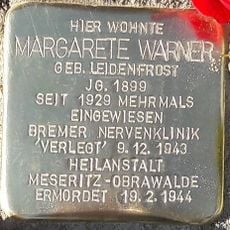 HIER WOHNTE
MARGARETE WARNER
GEB. LEIDENFROST
JG. 1899
SEIT 1929 MEHRMALS
EINGEWIESEN
BREMER NERVENKLINIK
'VERLEGT' 9.12.1943
HEILANSTALT
MESERITZ-OBRAWALDE
ERMORDET 19.2.1944